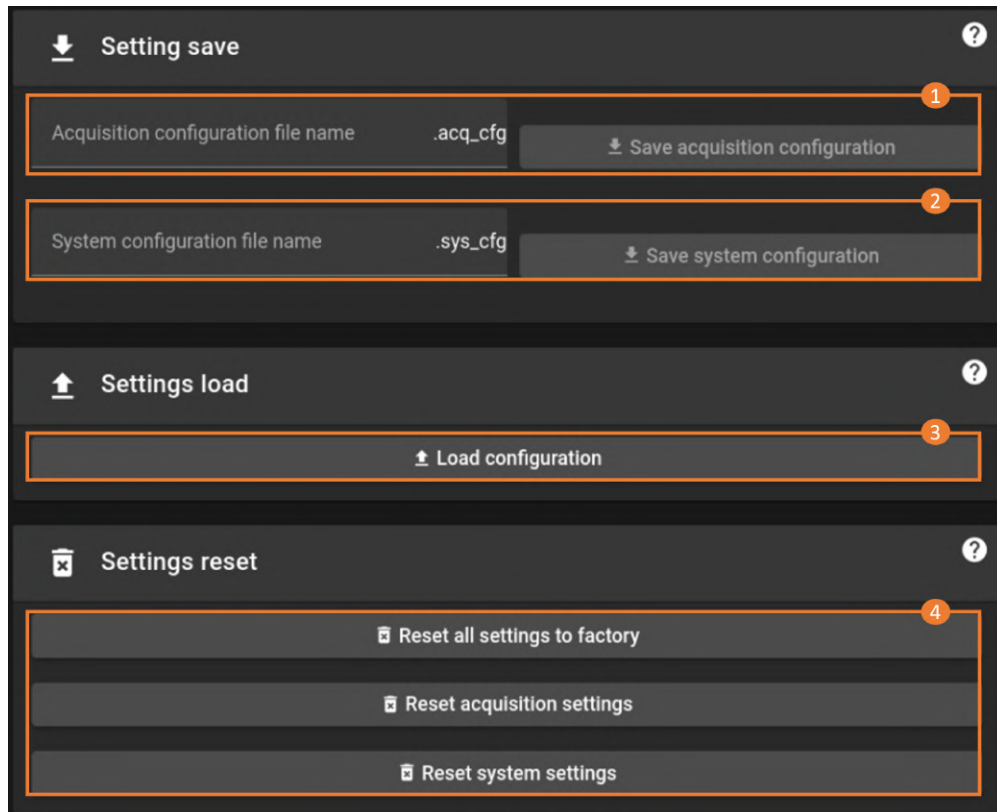 Setting save
?
1
Acquisition configuration file name .acq_cfg
Save acquisition configuration
2
System configuration file name .sys_cfg
Save system configuration
Settings load
?
3
Load configuration
Settings reset
?
4
Reset all settings to factory
Reset acquisition settings
Reset system settings